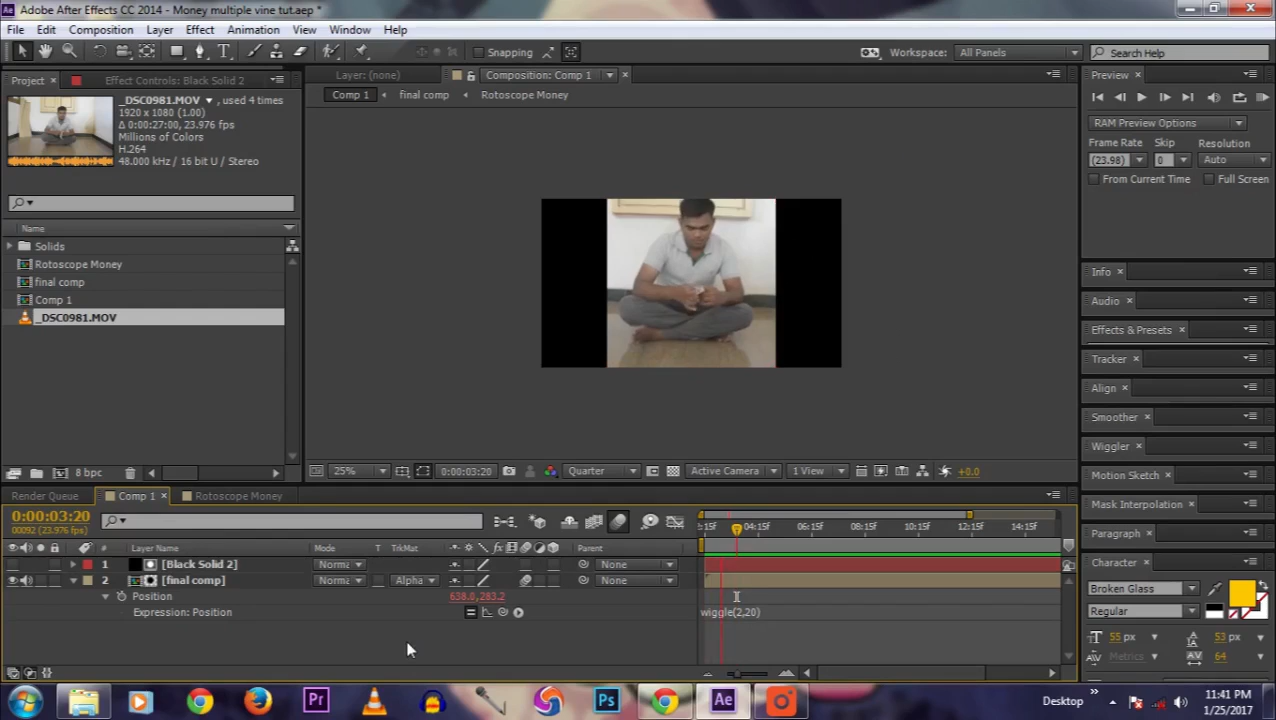 Adobe After Effects CC 2014 - Money multiple vine tut.aep *
File Edit Composition Layer Effect Animation View Window Help
Snapping
Workspace: All Panels
Search Help
Project
Effect Controls: Black Solid 2
Layer: (none)
Composition: Comp 1
Preview
Comp 1 final comp Rotoscope Money
_DSC0981.MOV , used 4 times
1920 x 1080 (1.00)
Δ 0:00:27:00, 23.976 fps
Millions of Colors
H.264
48.000 kHz / 16 bit U / Stereo
RAM Preview Options
Frame Rate Skip Resolution
(23.98) 0 Auto
From Current Time Full Screen
Name
Solids
Rotoscope Money
final comp
Comp 1
_DSC0981.MOV
Info
Audio
Effects & Presets
Tracker
Align
Smoother
Wiggler
Motion Sketch
Mask Interpolation
Paragraph
Character
8 bpc
25% 0:00:03:20 Quarter Active Camera 1 View +0.0
Render Queue Comp 1 Rotoscope Money
0:00:03:20
00092 (23.976 fps)
:15f 04:15f 06:15f 08:15f 10:15f 12:15f 14:15f
# Layer Name Mode T TrkMat Parent
1 [Black Solid 2] Norma None
2 [final comp] Norma Alpha None
Position 638.0,283.2
Expression: Position wiggle(2,20)
Broken Glass
Regular
55 px 53 px
Metrics 64
Pr Ps Ae
Desktop
11:41 PM
1/25/2017